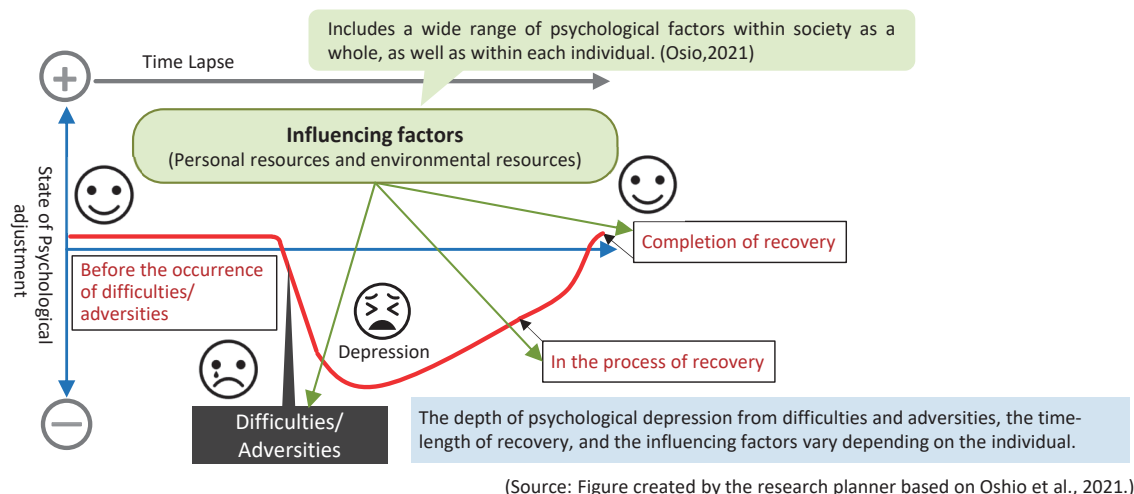 Includes a wide range of psychological factors within society as a
whole, as well as within each individual. (Osio,2021)
Time Lapse
Influencing factors
(Personal resources and environmental resources)
State of Psychological
adjustment
Completion of recovery
Before the occurrence
of difficulties/
adversities
Depression
In the process of recovery
Difficulties/
Adversities
The depth of psychological depression from difficulties and adversities, the time-
length of recovery, and the influencing factors vary depending on the individual.
(Source: Figure created by the research planner based on Oshio et al., 2021.)